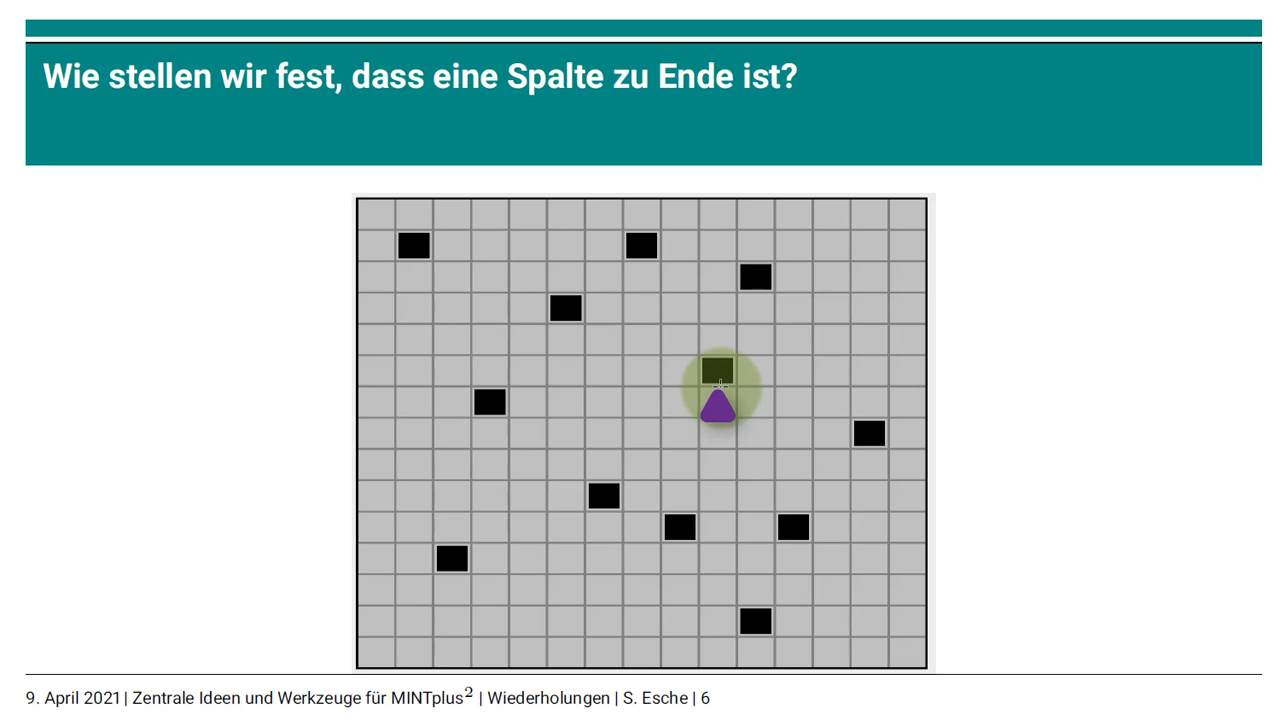 Wie stellen wir fest, dass eine Spalte zu Ende ist?
9. April 2021 | Zentrale Ideen und Werkzeuge für MINTplus² | Wiederholungen | S. Esche | 6